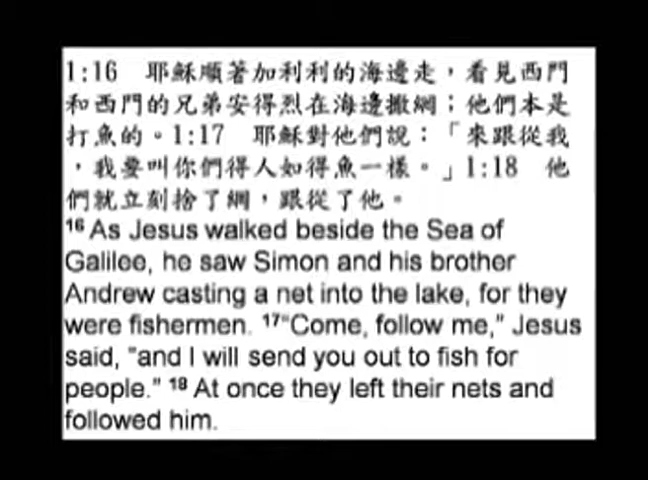 1:16　耶穌順著加利利的海邊走，看見西門
和西門的兄弟安得烈在海邊撒網；他們本是
打魚的。1:17　耶穌對他們說：「來跟從我
，我要叫你們得人如得魚一樣。」1:18　他
們就立刻捨了網，跟從了他。
16 As Jesus walked beside the Sea of
Galilee, he saw Simon and his brother
Andrew casting a net into the lake, for they
were fishermen. 17 "Come, follow me," Jesus
said, "and I will send you out to fish for
people." 18 At once they left their nets and
followed him.